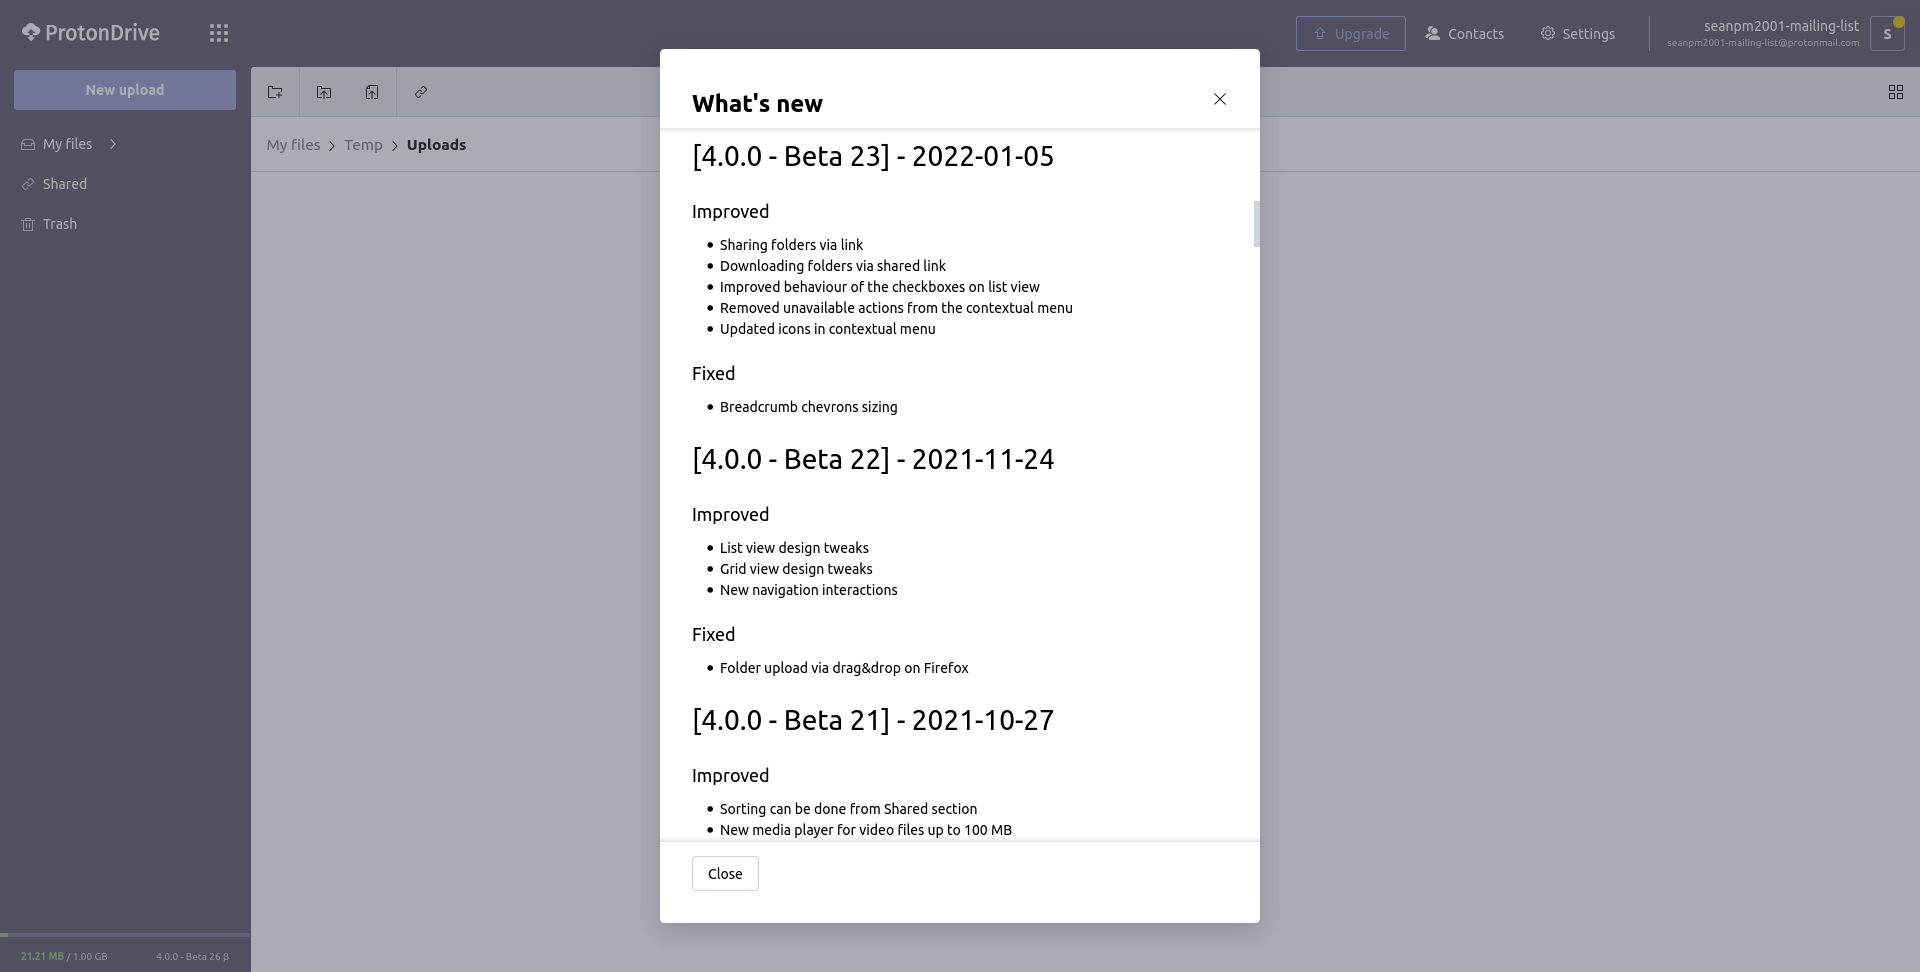 ProtonDrive
Upgrade
Contacts
Settings
seanpm2001-mailing-list
seanpm2001-mailing-list@protonmail.com
S
New upload
My files
Shared
Trash
My files > Temp > Uploads
What's new
[4.0.0 - Beta 23] - 2022-01-05
Improved
• Sharing folders via link
• Downloading folders via shared link
• Improved behaviour of the checkboxes on list view
• Removed unavailable actions from the contextual menu
• Updated icons in contextual menu
Fixed
• Breadcrumb chevrons sizing
[4.0.0 - Beta 22] - 2021-11-24
Improved
• List view design tweaks
• Grid view design tweaks
• New navigation interactions
Fixed
• Folder upload via drag&drop on Firefox
[4.0.0 - Beta 21] - 2021-10-27
Improved
• Sorting can be done from Shared section
• New media player for video files up to 100 MB
Close
21.21 MB / 1.00 GB
4.0.0 - Beta 26 β